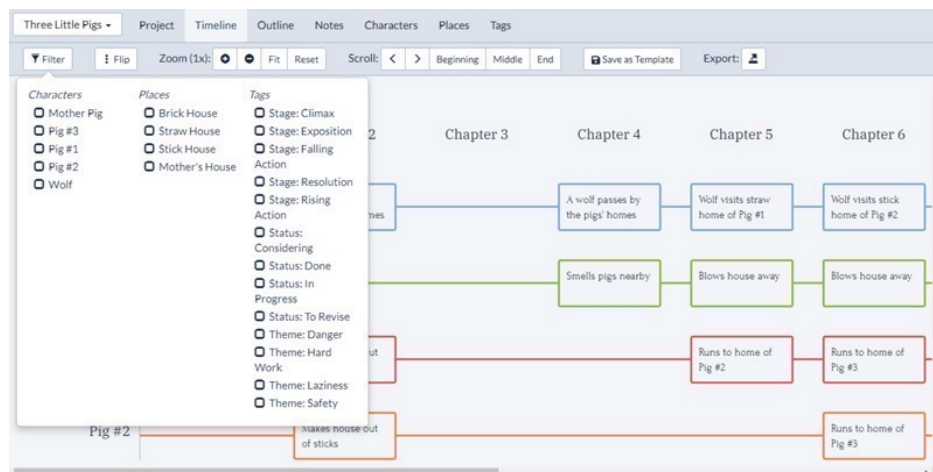 Three Little Pigs
Project
Timeline
Outline
Notes
Characters
Places
Tags
Filter
Flip
Zoom (1x):
Fit
Reset
Scroll:
Beginning
Middle
End
Save as Template
Export:
Characters
Mother Pig
Pig #3
Pig #1
Pig #2
Wolf
Places
Brick House
Straw House
Stick House
Mother's House
Tags
Stage: Climax
Stage: Exposition
Stage: Falling
Action
Stage: Resolution
Stage: Rising
Action
Status:
Considering
Status: Done
Status: In
Progress
Status: To Revise
Theme: Danger
Theme: Hard
Work
Theme: Laziness
Theme: Safety
2
Chapter 3
Chapter 4
Chapter 5
Chapter 6
mes
A wolf passes by
the pigs' homes
Wolf visits straw
home of Pig #1
Wolf visits stick
home of Pig #2
Smells pigs nearby
Blows house away
Blows house away
ut
Runs to home of
Pig #2
Runs to home of
Pig #3
Pig #2
Makes house out
of sticks
Runs to home of
Pig #3